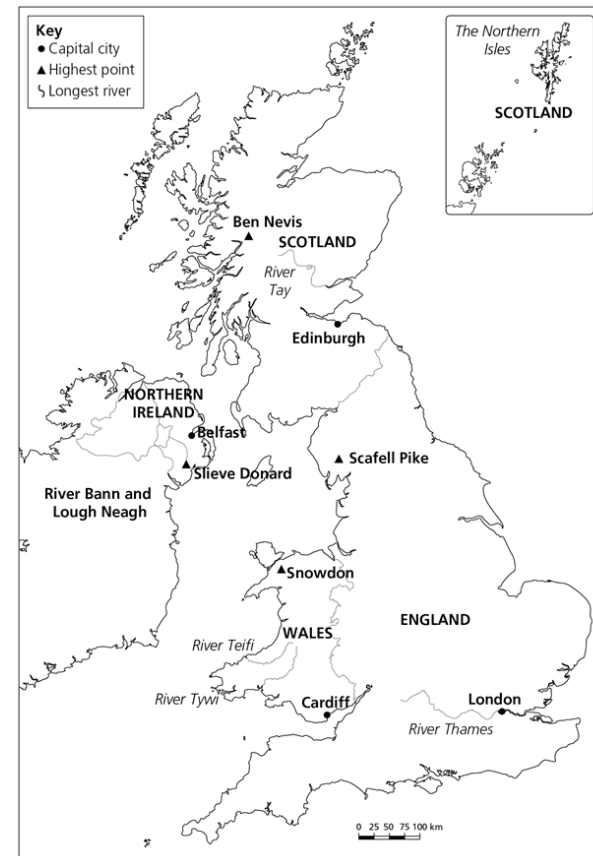 Key
Capital city
Highest point
Longest river
The Northern
Isles
SCOTLAND
Ben Nevis
SCOTLAND
River
Tay
Edinburgh
NORTHERN
IRELAND
Belfast
Scafell Pike
Slieve Donard
River Bann and
Lough Neagh
Snowdon
ENGLAND
WALES
River Teifi
River Tywi
Cardiff
London
River Thames
0 25 50 75 100 km